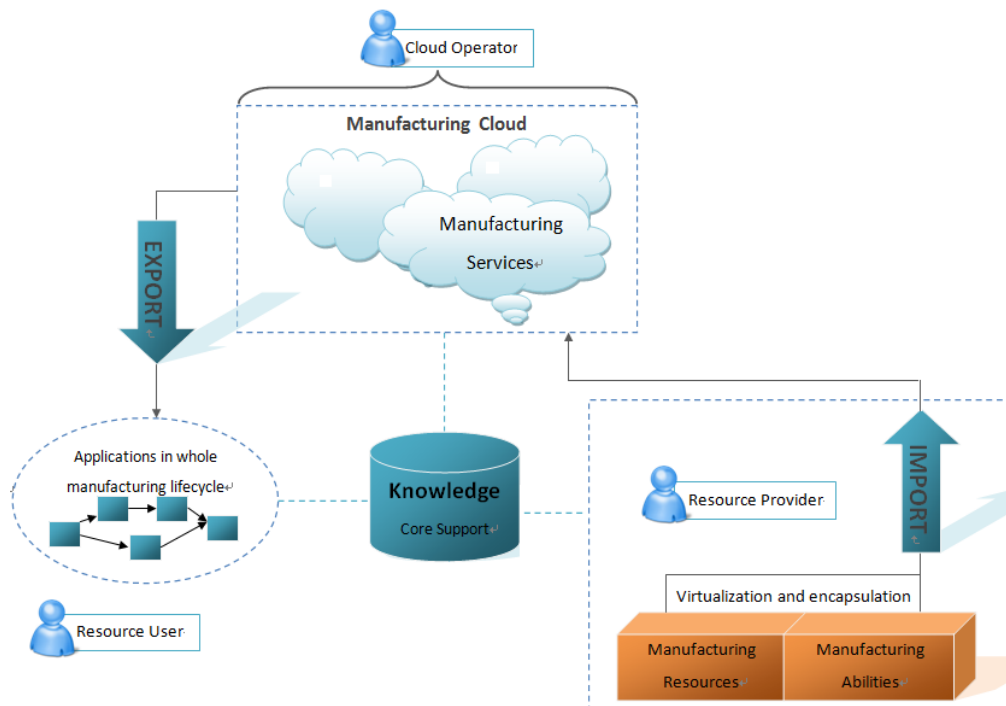 Cloud Operator
Manufacturing Cloud
Manufacturing
Services
EXPORT
Applications in whole
manufacturing lifecycle
Knowledge
Core Support
Resource Provider
IMPORT
Resource User
Virtualization and encapsulation
Manufacturing
Resources
Manufacturing
Abilities